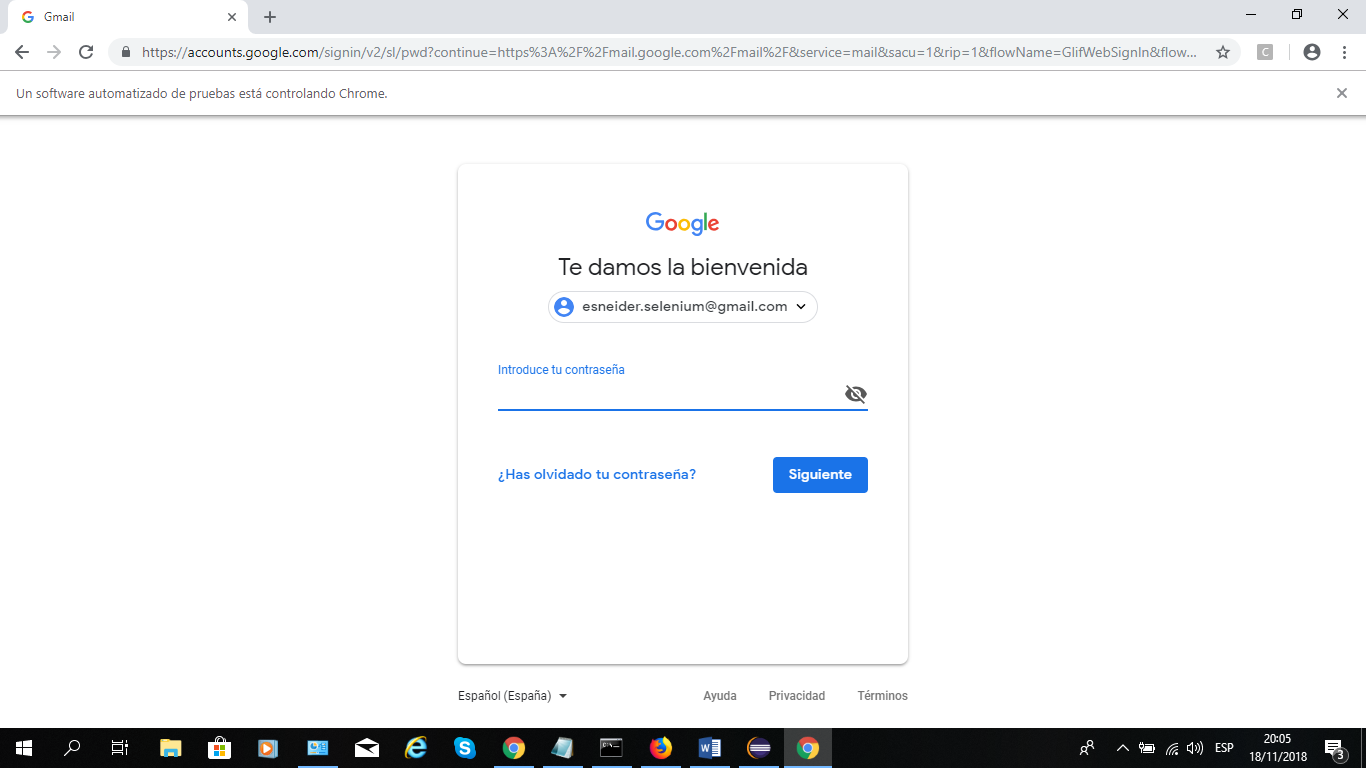 Gmail
https://accounts.google.com/signin/v2/sl/pwd?continue=https%3A%2F%2Fmail.google.com%2Fmail%2F&service=mail&sacu=1&rip=1&flowName=GlifWebSignIn&flow...
C
Un software automatizado de pruebas está controlando Chrome.
Google
Te damos la bienvenida
esneider.selenium@gmail.com
Introduce tu contraseña
¿Has olvidado tu contraseña?
Siguiente
Español (España)
Ayuda
Privacidad
Términos
ESP
20:05
18/11/2018
3